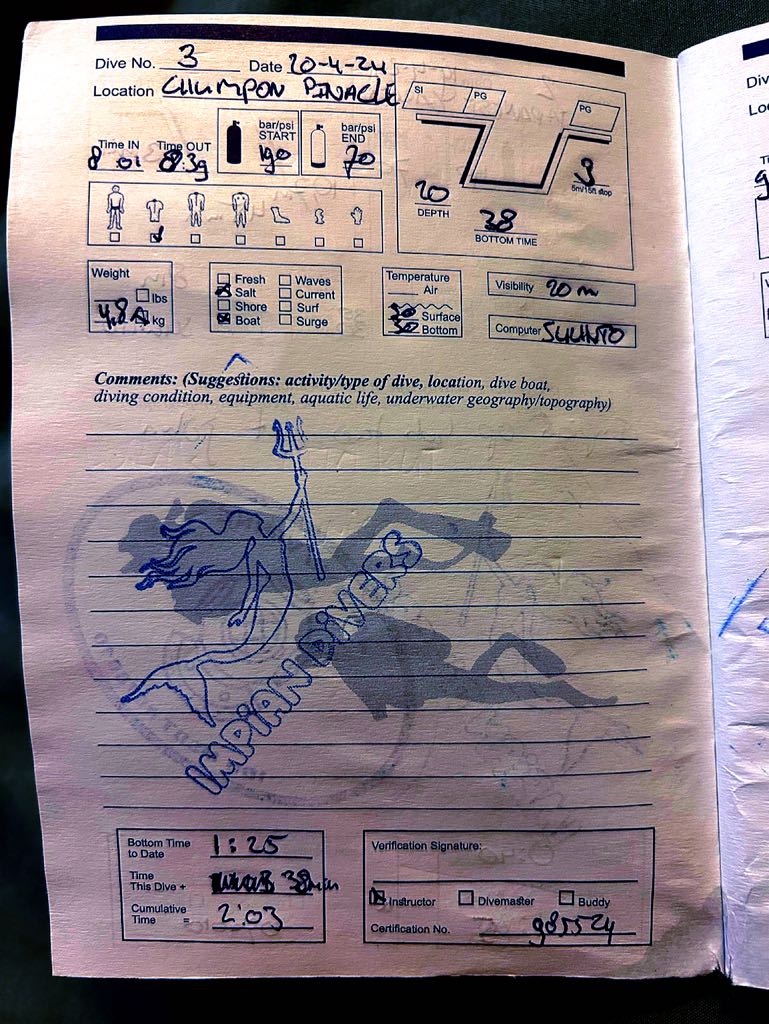 Dive No. 3 Date 20-4-24
Location CHUMPON PINACLE
Time IN 8:01 Time OUT 8:39
bar/psi START 190
bar/psi END 70
SI PG PG
20 DEPTH
38 BOTTOM TIME
3 5m/15ft stop
Weight
lbs
4,8 kg
Fresh Waves
Salt Current
Shore Surf
Boat Surge
Temperature
Air
30 Surface
30 Bottom
Visibility 20 m
Computer SUUNTO
Comments: (Suggestions: activity/type of dive, location, dive boat,
diving condition, equipment, aquatic life, underwater geography/topography)
IMPIAN DIVERS
Bottom Time to Date 1:25
Time This Dive + 38min
Cumulative Time = 2:03
Verification Signature:
Instructor Divemaster Buddy
Certification No. 985524
Div
Lo